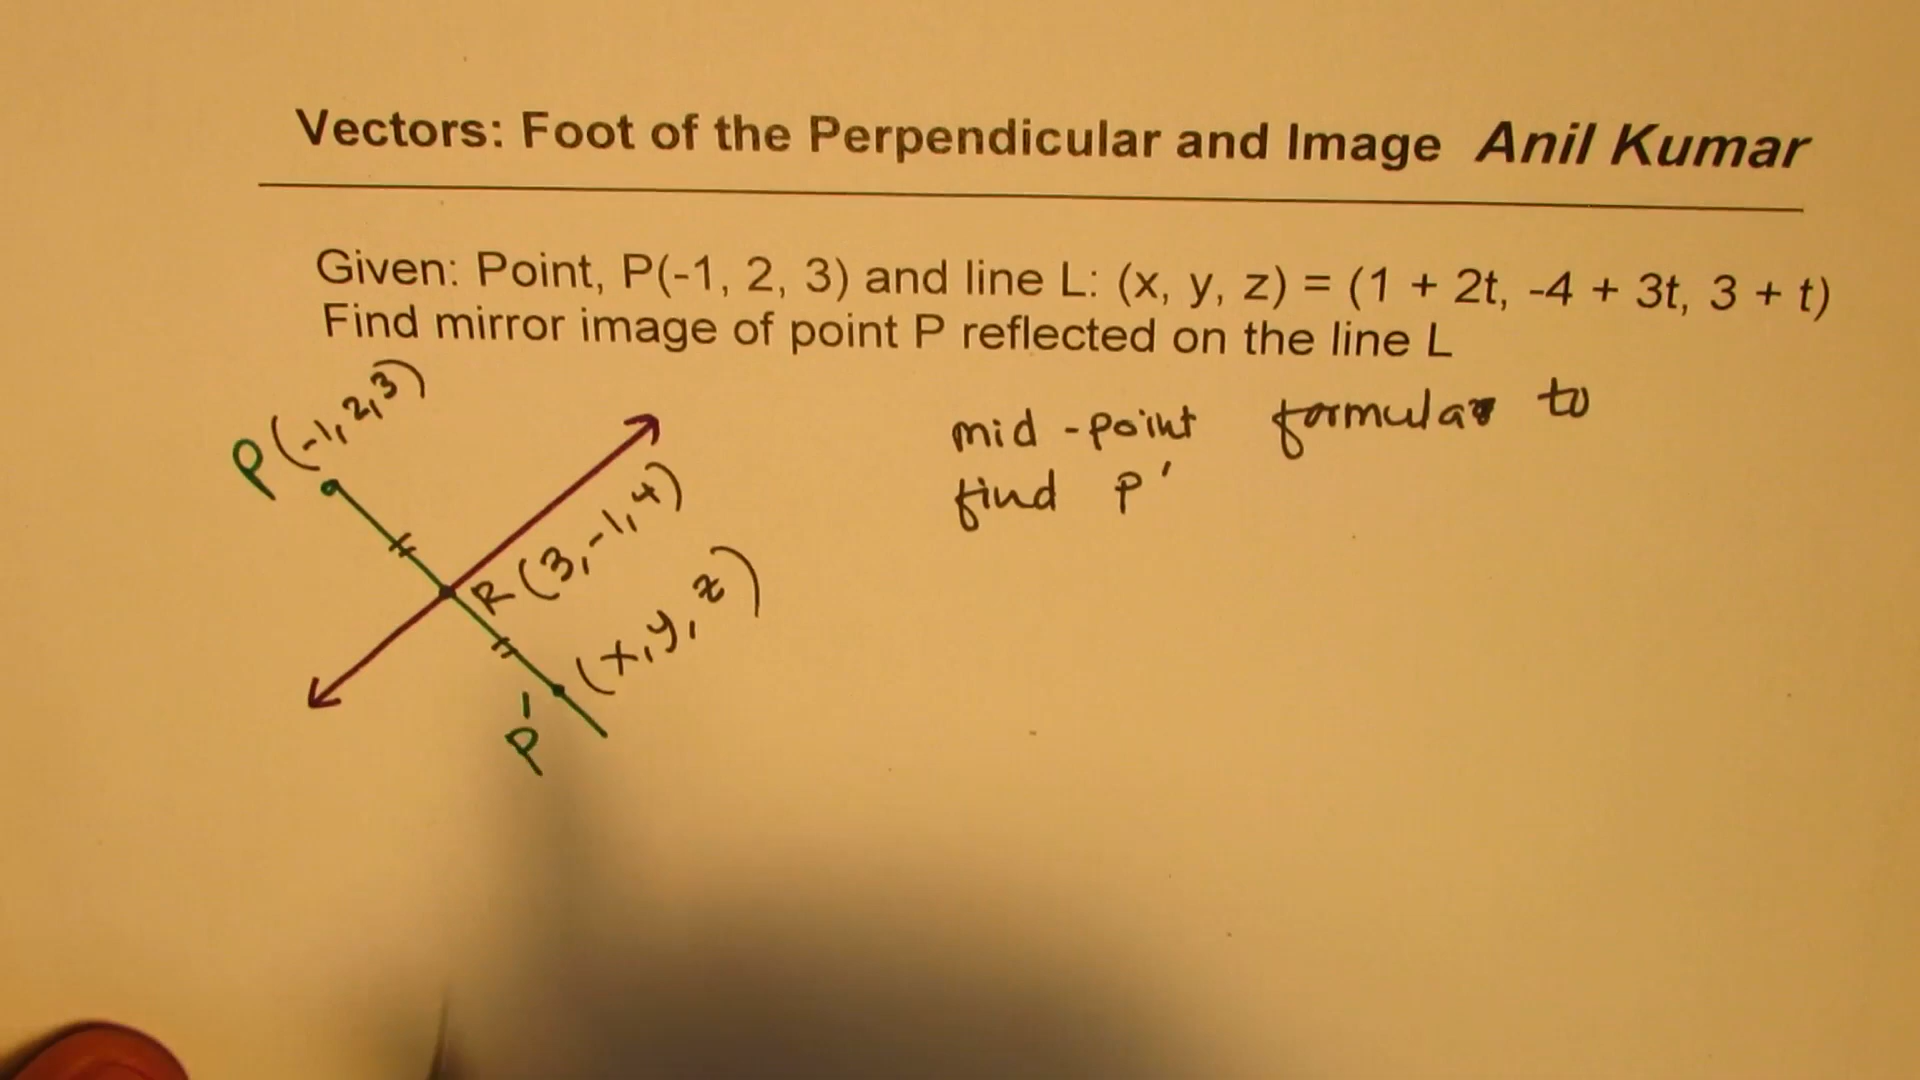 Vectors: Foot of the Perpendicular and Image Anil Kumar
Given: Point, P(-1, 2, 3) and line L: (x, y, z) = (1 + 2t, -4 + 3t, 3 + t)
Find mirror image of point P reflected on the line L
P(-1, 2, 3)
mid-point formula to
find P'
R(3, -1, 4)
(x, y, z)
P'